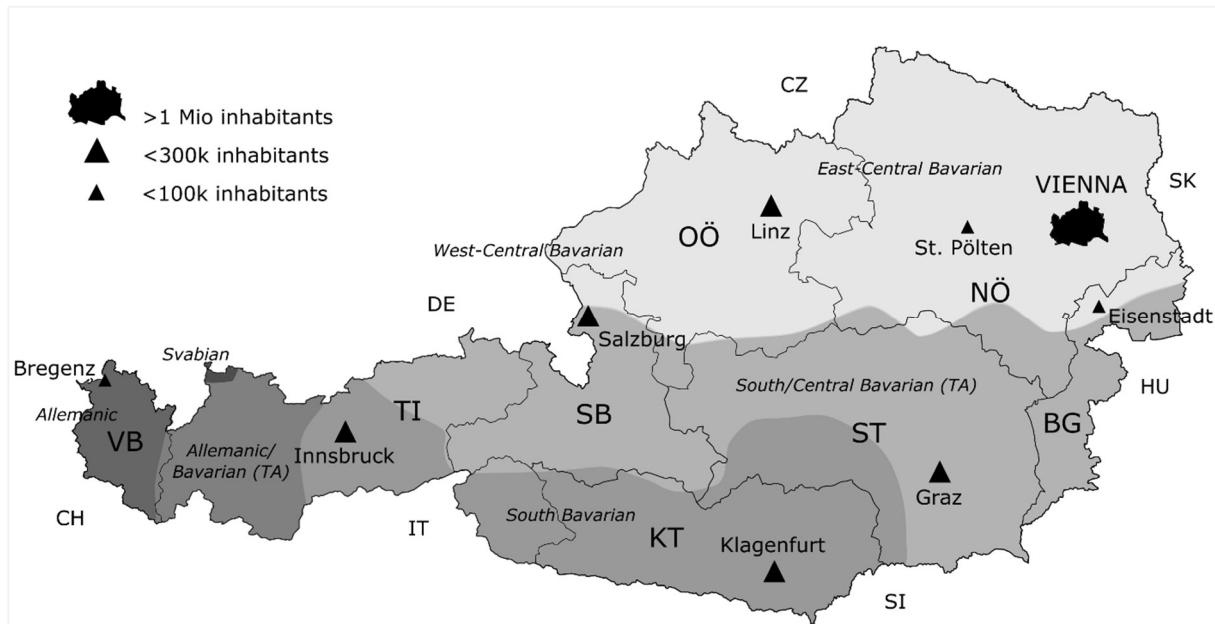 >1 Mio inhabitants
<300k inhabitants
<100k inhabitants
CZ
East-Central Bavarian
VIENNA
SK
OÖ
Linz
St. Pölten
West-Central Bavarian
DE
NÖ
Salzburg
Eisenstadt
Bregenz
Svabian
South/Central Bavarian (TA)
HU
Allemanic
TI
SB
ST
BG
VB
Allemanic/
Bavarian (TA)
Innsbruck
Graz
CH
IT
South Bavarian
KT
Klagenfurt
SI